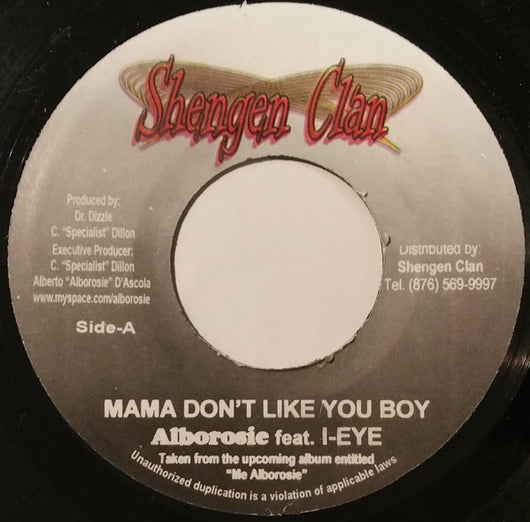 Shengen Clan
Produced by:
Dr. Dizzle
C. "Specialist" Dillon
Executive Producer:
C. "Specialist" Dillon
Alberto "Alborosie" D'Ascola
www.myspace.com/alborosie
Side-A
Distributed by:
Shengen Clan
Tel. (876) 569-9997
MAMA DON'T LIKE YOU BOY
Alborosie feat. I-EYE
Taken from the upcoming album entitled
"Me Alborosie"
Unauthorized duplication is a violation of applicable laws